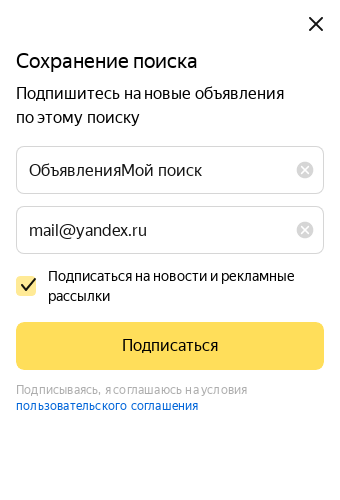 Сохранение поиска
Подпишитесь на новые объявления
по этому поиску
ОбъявленияМой поиск
mail@yandex.ru
Подписаться на новости и рекламные
рассылки
Подписаться
Подписываясь, я соглашаюсь на условия
пользовательского соглашения